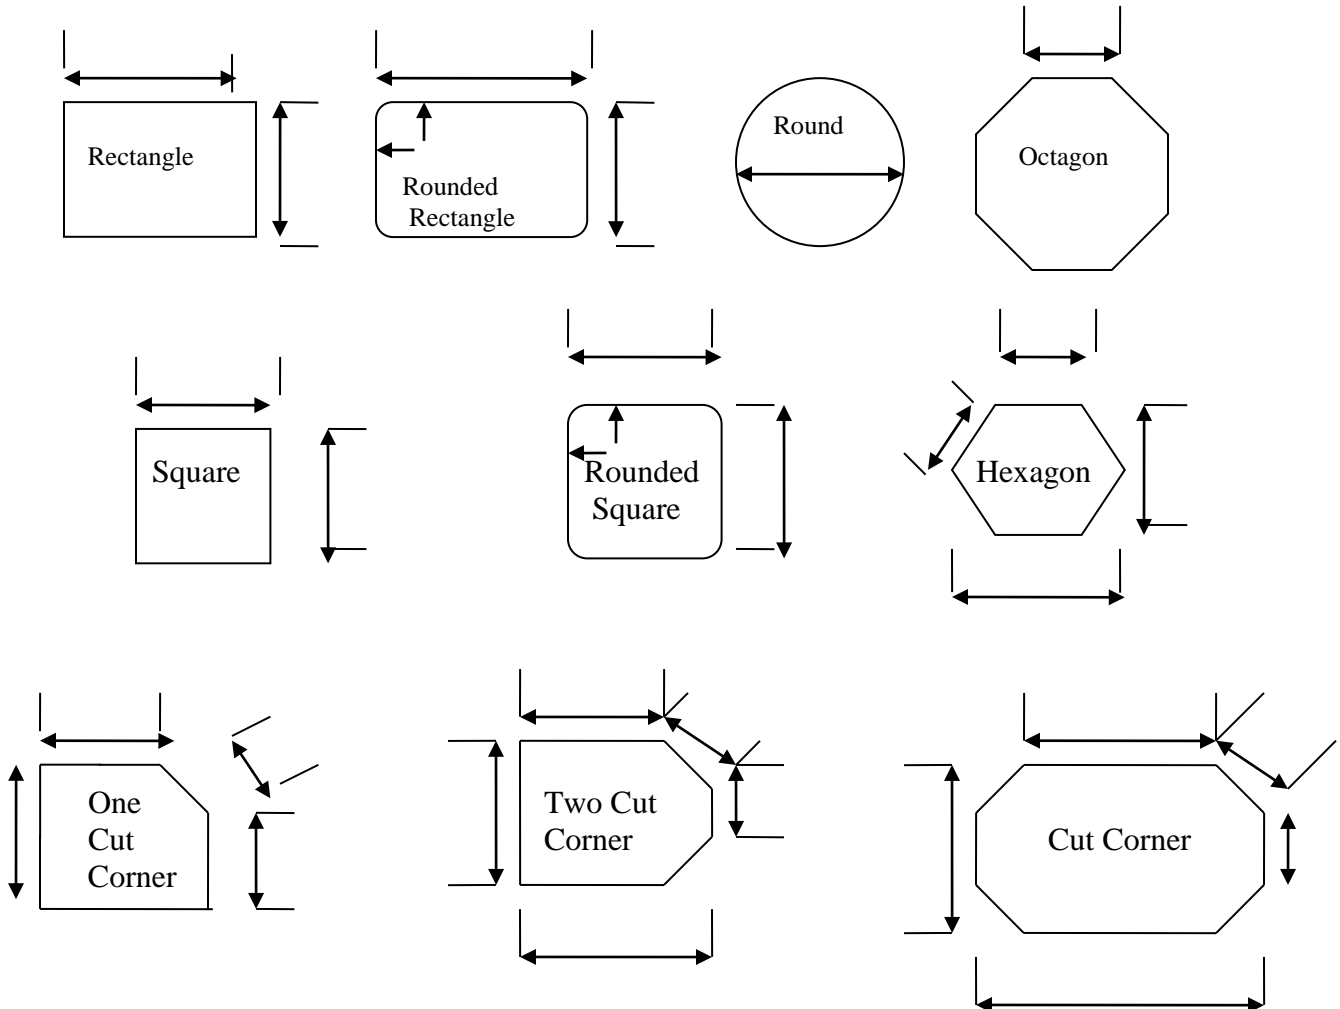 Rectangle
Rounded
Rectangle
Round
Octagon
Square
Rounded
Square
Hexagon
One
Cut
Corner
Two Cut
Corner
Cut Corner